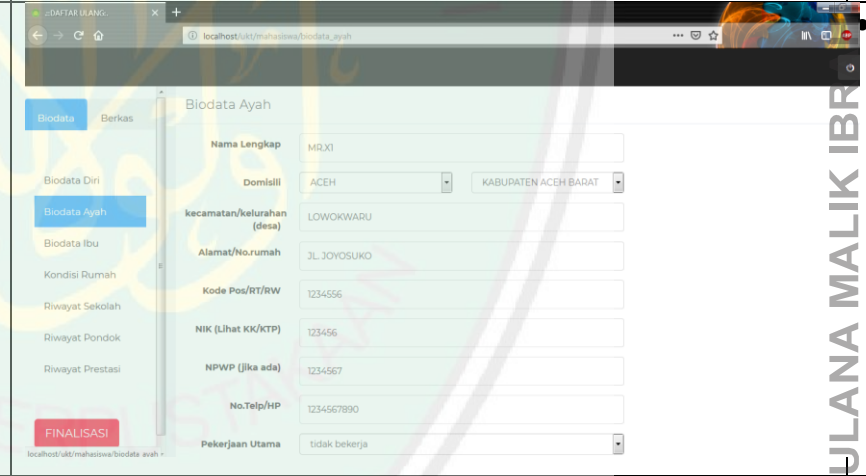 ::DAFTAR ULANG::
localhost/ukt/mahasiswa/biodata_ayah
Biodata
Berkas
Biodata Diri
Biodata Ayah
Biodata Ibu
Kondisi Rumah
Riwayat Sekolah
Riwayat Pondok
Riwayat Prestasi
FINALISASI
localhost/ukt/mahasiswa/biodata ayah
Biodata Ayah
Nama Lengkap MR.X1
Domisili ACEH KABUPATEN ACEH BARAT
kecamatan/kelurahan
(desa) LOWOKWARU
Alamat/No.rumah JL. JOYOSUKO
Kode Pos/RT/RW 1234556
NIK (Lihat KK/KTP) 123456
NPWP (jika ada) 1234567
No.Telp/HP 1234567890
Pekerjaan Utama tidak bekerja
ULANA MALIK IBR